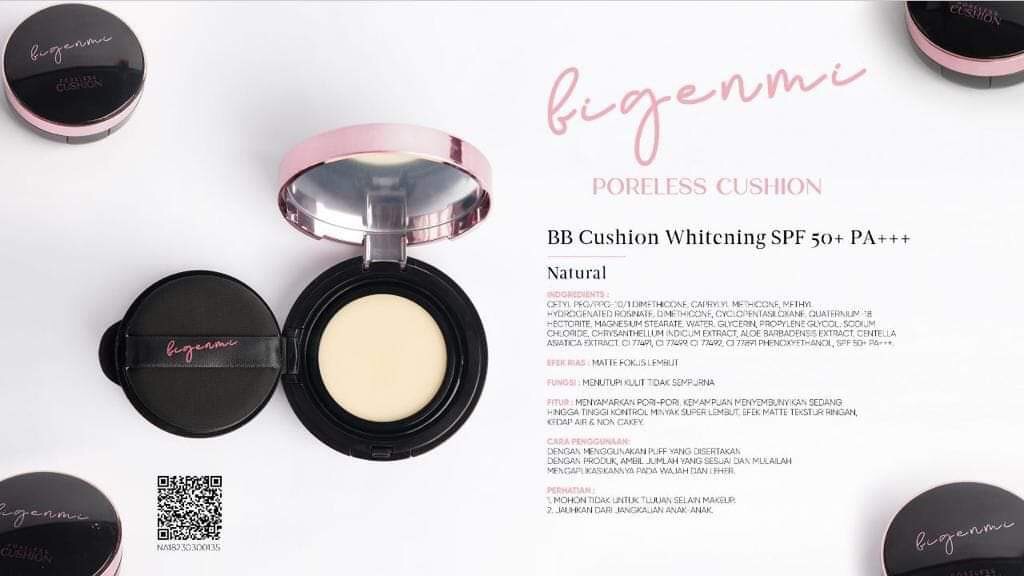 bigenmi
PORELESS
CUSHION
CUSHION
bigenmi
PORELESS CUSHION
BB Cushion Whitening SPF 50+ PA+++
Natural
INDGREDIENTS :
CETYL PEG/PPG-10/1 DIMETHICONE, CAPRYLYL METHICONE, METHYL
HYDROGENATED ROSINATE, DIMETHICONE, CYCLOPENTASILOXANE, QUATERNIUM-18
HECTORITE, MAGNESIUM STEARATE, WATER, GLYCERIN, PROPYLENE GLYCOL, SODIUM
CHLORIDE, CHRYSANTHELLUM INDICUM EXTRACT, ALOE BARBADENSIS EXTRACT, CENTELLA
ASIATICA EXTRACT, CI 77491, CI 77499, CI 77492, CI 77891 PHENOXYETHANOL, SPF 50+ PA+++.
EFEK RIAS : MATTE FOKUS LEMBUT
FUNGSI : MENUTUPI KULIT TIDAK SEMPURNA
FITUR : MENYAMARKAN PORI-PORI, KEMAMPUAN MENYEMBUNYIKAN SEDANG
HINGGA TINGGI KONTROL MINYAK SUPER LEMBUT, EFEK MATTE TEKSTUR RINGAN,
KEDAP AIR & NON CAKEY.
CARA PENGGUNAAN:
DENGAN MENGGUNAKAN PUFF YANG DISERTAKAN
DENGAN PRODUK, AMBIL JUMLAH YANG SESUAI DAN MULAILAH
MENGAPLIKASIKANNYA PADA WAJAH DAN LEHER.
PERHATIAN :
1. MOHON TIDAK UNTUK TUJUAN SELAIN MAKEUP.
2. JAUHKAN DARI JANGKAUAN ANAK-ANAK.
bigenmi
NA18230300135
genmi
CUSHION
bigenmi
PORELESS